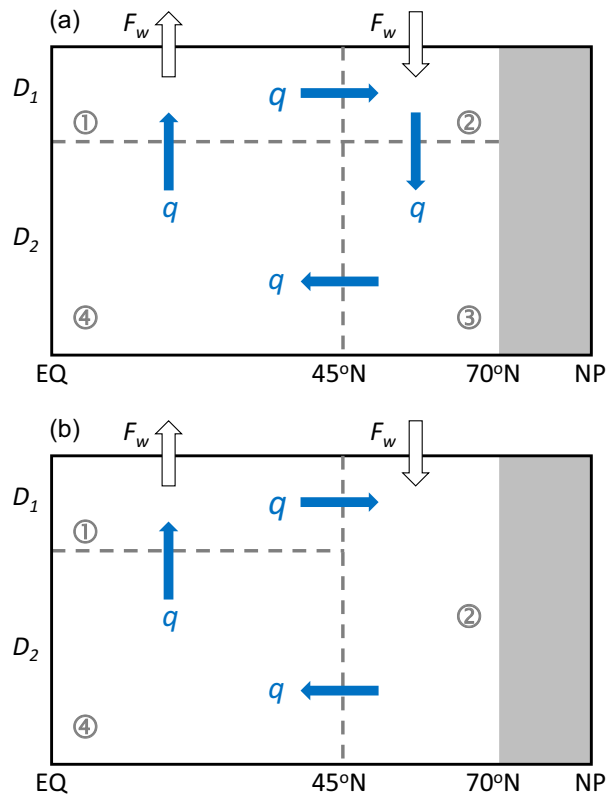 (a) F_w F_w
D_1 q
① ②
q q
D_2
q
④ ③
EQ 45°N 70°N NP
(b) F_w F_w
D_1 q
①
q ②
D_2
q
④
EQ 45°N 70°N NP